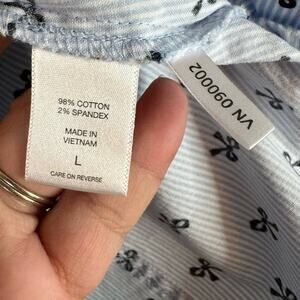 98% COTTON
2% SPANDEX
MADE IN
VIETNAM
L
CARE ON REVERSE
VN 090002